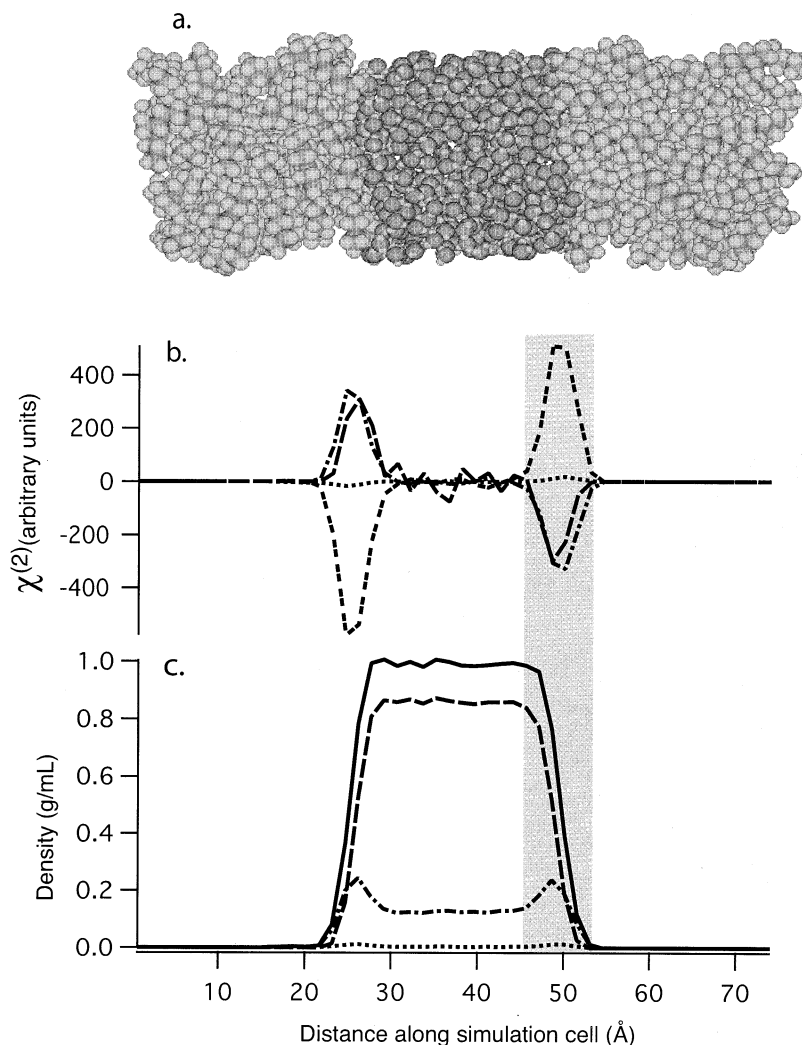 a.
b.
400
200
0
-200
-400
χ(2)(arbitrary units)
c.
1.0
0.8
0.6
0.4
0.2
0.0
Density (g/mL)
10 20 30 40 50 60 70
Distance along simulation cell (Å)